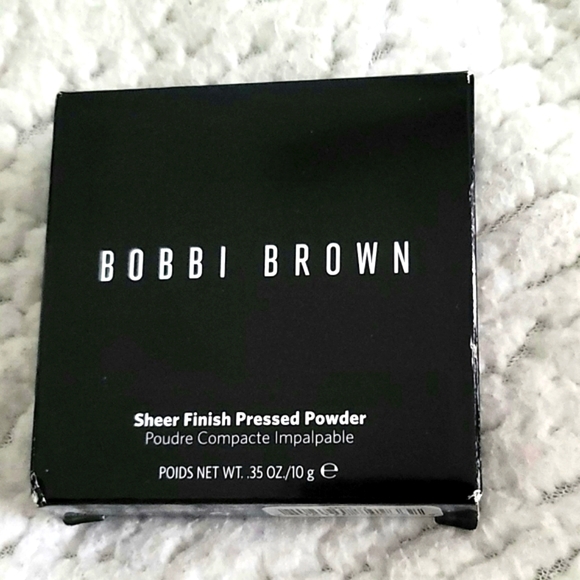 BOBBI BROWN
Sheer Finish Pressed Powder
Poudre Compacte Impalpable
POIDS NET WT. .35 OZ./10 g ℮